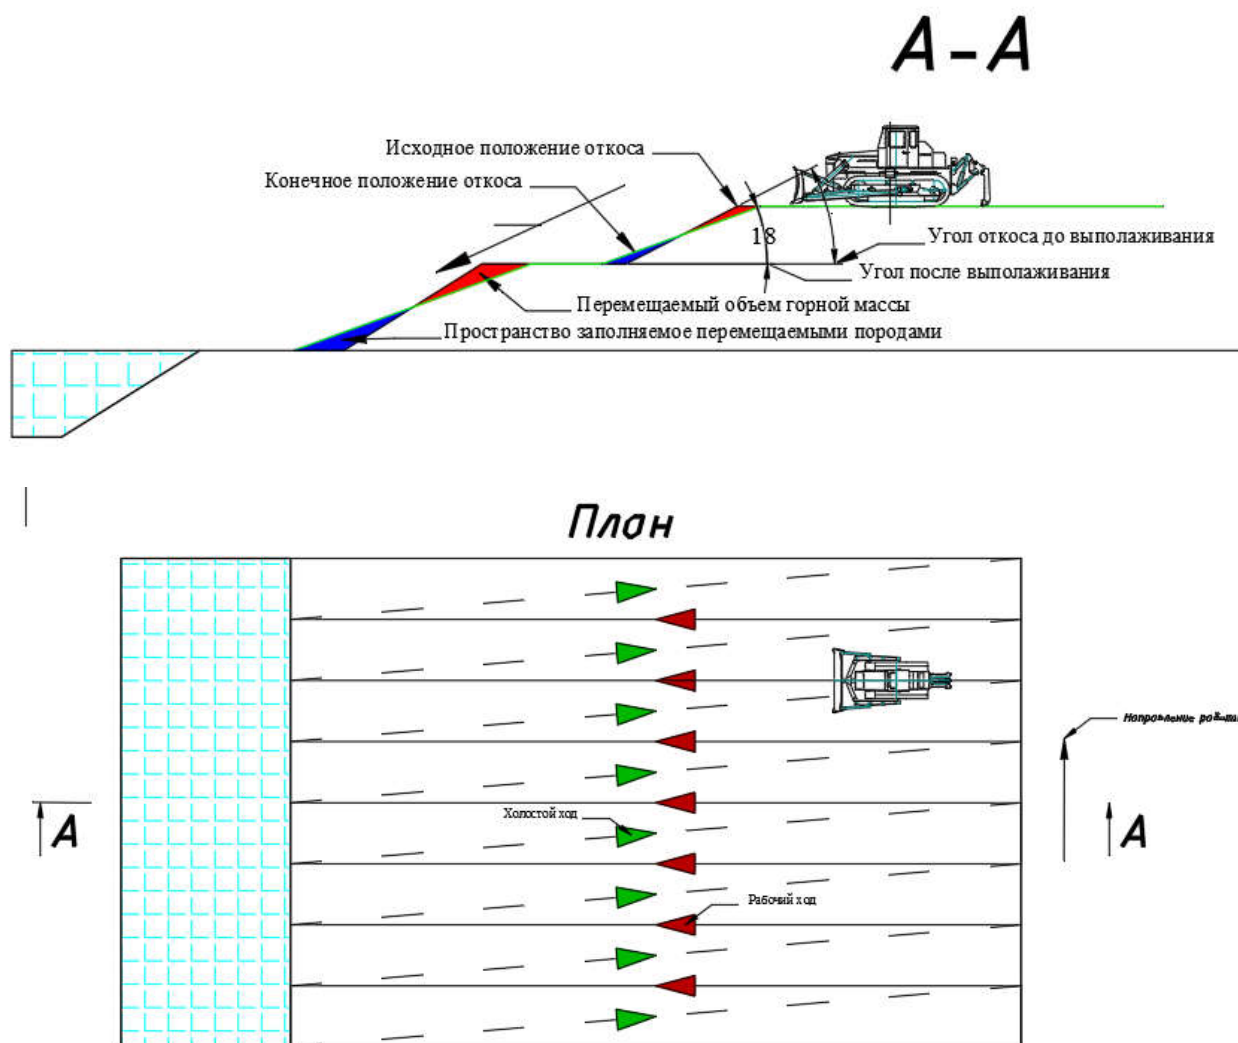 А-А
Исходное положение откоса
Конечное положение откоса
18
Угол откоса до выполаживания
Угол после выполаживания
Перемещаемый объем горной массы
Пространство заполняемое перемещаемыми породами
План
Направление
Холостой ход
А
А
Рабочий ход